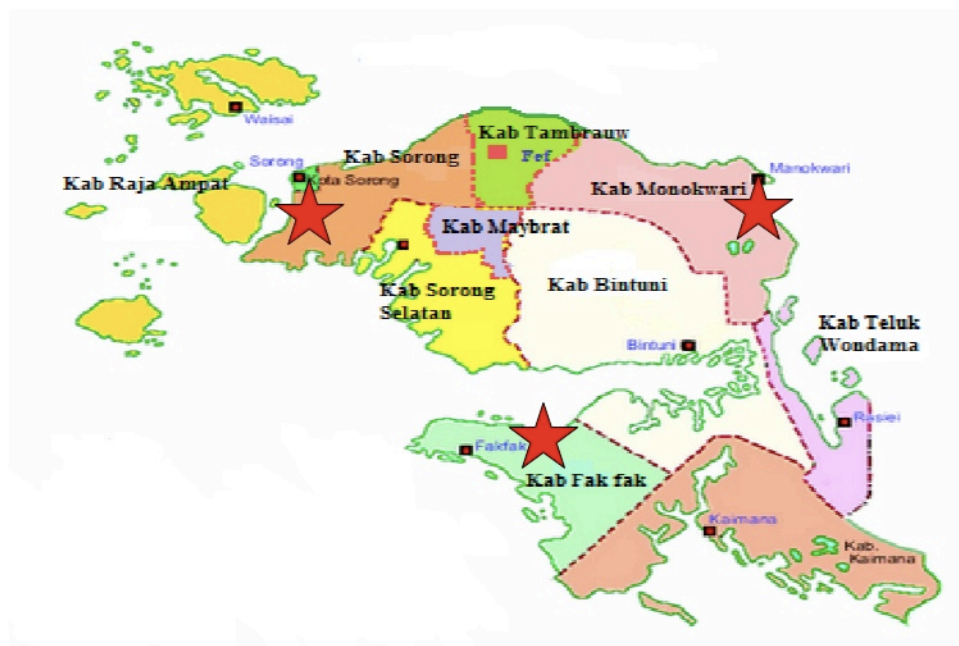 Waisai
Kab Tambrauw
Fef
Kab Sorong
Sorong
Kota Sorong
Kab Raja Ampat
Manokwari
Kab Monokwari
Kab Maybrat
Kab Bintuni
Kab Sorong
Selatan
Kab Teluk
Wondama
Bintuni
Rasiei
Fakfak
Kab Fak fak
Kaimana
Kab.
Kaimana